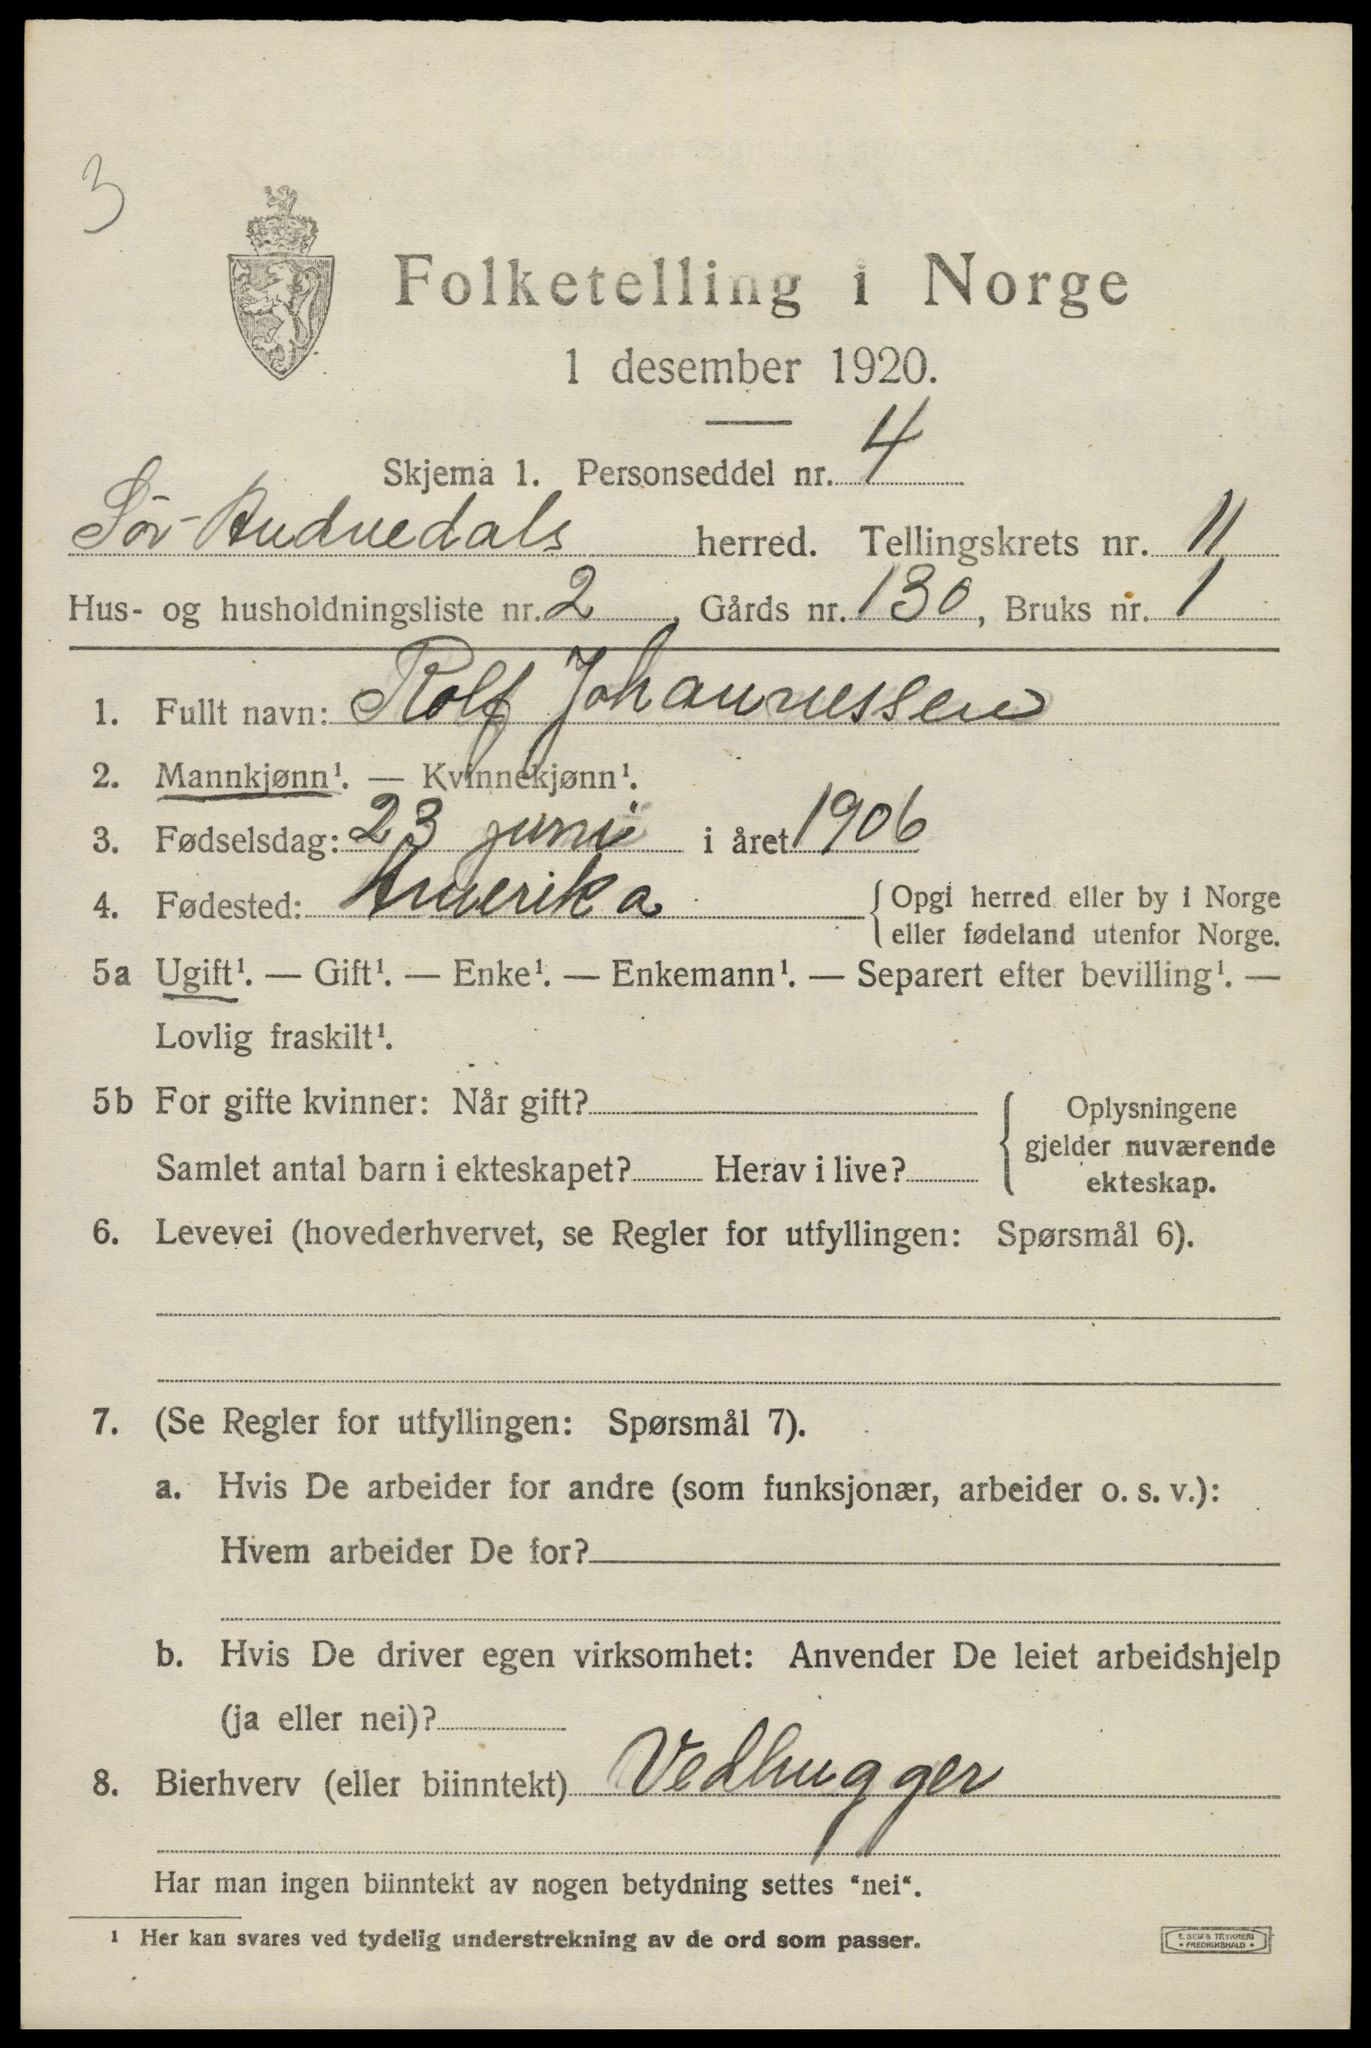 3
Folketelling i Norge
1 desember 1920.
Skjema 1. Personseddel nr. 4
Sör-Audnedals herred. Tellingskrets nr. 11
Hus- og husholdningsliste nr. 2, Gårds nr. 130, Bruks nr. 1
1. Fullt navn: Rolf Johannessen
2. Mannkjønn¹. — Kvinnekjønn¹.
3. Fødselsdag: 23 juni i året 1906
4. Fødested: Amerika { Opgi herred eller by i Norge
eller fødeland utenfor Norge.
5a Ugift¹. — Gift¹. — Enke¹. — Enkemann¹. — Separert efter bevilling¹. —
Lovlig fraskilt¹.
5b For gifte kvinner: Når gift?
Samlet antal barn i ekteskapet? Herav i live?
{ Oplysningene
gjelder nuværende
ekteskap.
6. Levevei (hovederhvervet, se Regler for utfyllingen: Spørsmål 6).
7. (Se Regler for utfyllingen: Spørsmål 7).
a. Hvis De arbeider for andre (som funksjonær, arbeider o. s. v.):
Hvem arbeider De for?
b. Hvis De driver egen virksomhet: Anvender De leiet arbeidshjelp
(ja eller nei)?
8. Bierhverv (eller biinntekt) Vedhugger
Har man ingen biinntekt av nogen betydning settes "nei".
¹ Her kan svares ved tydelig understrekning av de ord som passer.
E. SEM'S TRYKKERI
• FREDRIKSHALD •